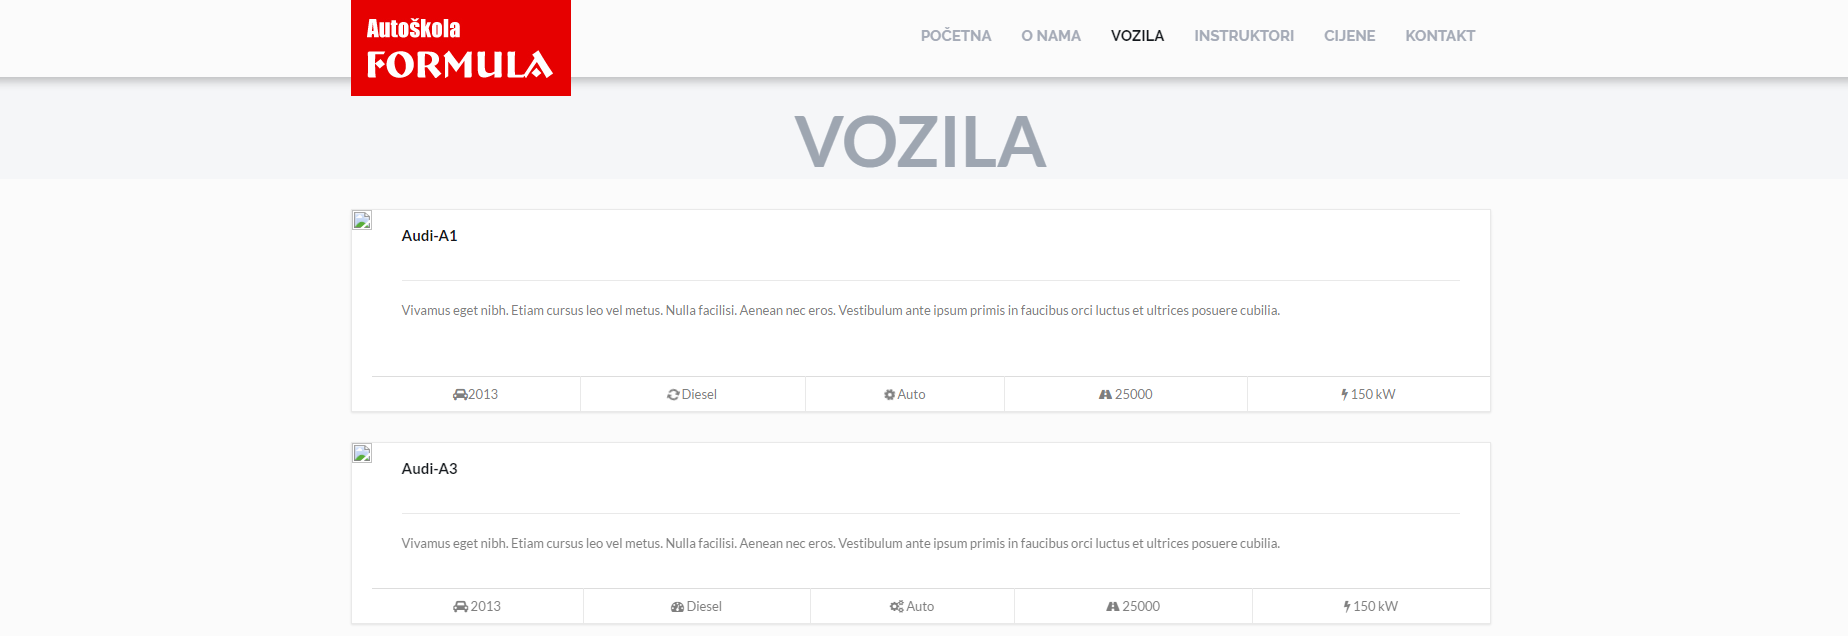 Autoškola
FORMULA
POČETNA O NAMA VOZILA INSTRUKTORI CIJENE KONTAKT
VOZILA
Audi-A1
Vivamus eget nibh. Etiam cursus leo vel metus. Nulla facilisi. Aenean nec eros. Vestibulum ante ipsum primis in faucibus orci luctus et ultrices posuere cubilia.
2013 Diesel Auto 25000 150 kW
Audi-A3
Vivamus eget nibh. Etiam cursus leo vel metus. Nulla facilisi. Aenean nec eros. Vestibulum ante ipsum primis in faucibus orci luctus et ultrices posuere cubilia.
2013 Diesel Auto 25000 150 kW